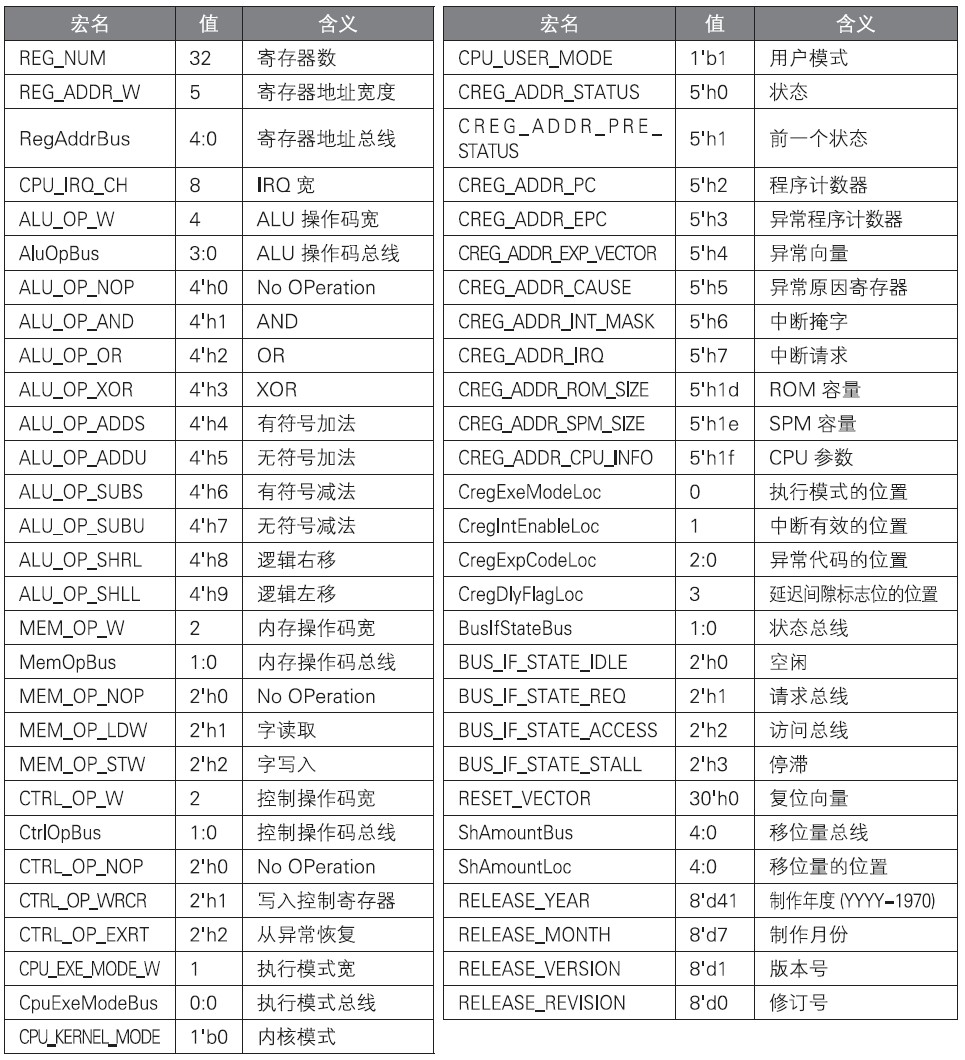 宏名 值 含义
REG_NUM 32 寄存器数
REG_ADDR_W 5 寄存器地址宽度
RegAddrBus 4:0 寄存器地址总线
CPU_IRQ_CH 8 IRQ 宽
ALU_OP_W 4 ALU 操作码宽
AluOpBus 3:0 ALU 操作码总线
ALU_OP_NOP 4'h0 No OPeration
ALU_OP_AND 4'h1 AND
ALU_OP_OR 4'h2 OR
ALU_OP_XOR 4'h3 XOR
ALU_OP_ADDS 4'h4 有符号加法
ALU_OP_ADDU 4'h5 无符号加法
ALU_OP_SUBS 4'h6 有符号减法
ALU_OP_SUBU 4'h7 无符号减法
ALU_OP_SHRL 4'h8 逻辑右移
ALU_OP_SHLL 4'h9 逻辑左移
MEM_OP_W 2 内存操作码宽
MemOpBus 1:0 内存操作码总线
MEM_OP_NOP 2'h0 No OPeration
MEM_OP_LDW 2'h1 字读取
MEM_OP_STW 2'h2 字写入
CTRL_OP_W 2 控制操作码宽
CtrlOpBus 1:0 控制操作码总线
CTRL_OP_NOP 2'h0 No OPeration
CTRL_OP_WRCR 2'h1 写入控制寄存器
CTRL_OP_EXRT 2'h2 从异常恢复
CPU_EXE_MODE_W 1 执行模式宽
CpuExeModeBus 0:0 执行模式总线
CPU_KERNEL_MODE 1'b0 内核模式
宏名 值 含义
CPU_USER_MODE 1'b1 用户模式
CREG_ADDR_STATUS 5'h0 状态
CREG_ADDR_PRE_
STATUS 5'h1 前一个状态
CREG_ADDR_PC 5'h2 程序计数器
CREG_ADDR_EPC 5'h3 异常程序计数器
CREG_ADDR_EXP_VECTOR 5'h4 异常向量
CREG_ADDR_CAUSE 5'h5 异常原因寄存器
CREG_ADDR_INT_MASK 5'h6 中断掩字
CREG_ADDR_IRQ 5'h7 中断请求
CREG_ADDR_ROM_SIZE 5'h1d ROM 容量
CREG_ADDR_SPM_SIZE 5'h1e SPM 容量
CREG_ADDR_CPU_INFO 5'h1f CPU 参数
CregExeModeLoc 0 执行模式的位置
CregIntEnableLoc 1 中断有效的位置
CregExpCodeLoc 2:0 异常代码的位置
CregDlyFlagLoc 3 延迟间隙标志位的位置
BusIfStateBus 1:0 状态总线
BUS_IF_STATE_IDLE 2'h0 空闲
BUS_IF_STATE_REQ 2'h1 请求总线
BUS_IF_STATE_ACCESS 2'h2 访问总线
BUS_IF_STATE_STALL 2'h3 停滞
RESET_VECTOR 30'h0 复位向量
ShAmountBus 4:0 移位量总线
ShAmountLoc 4:0 移位量的位置
RELEASE_YEAR 8'd41 制作年度 (YYYY-1970)
RELEASE_MONTH 8'd7 制作月份
RELEASE_VERSION 8'd1 版本号
RELEASE_REVISION 8'd0 修订号